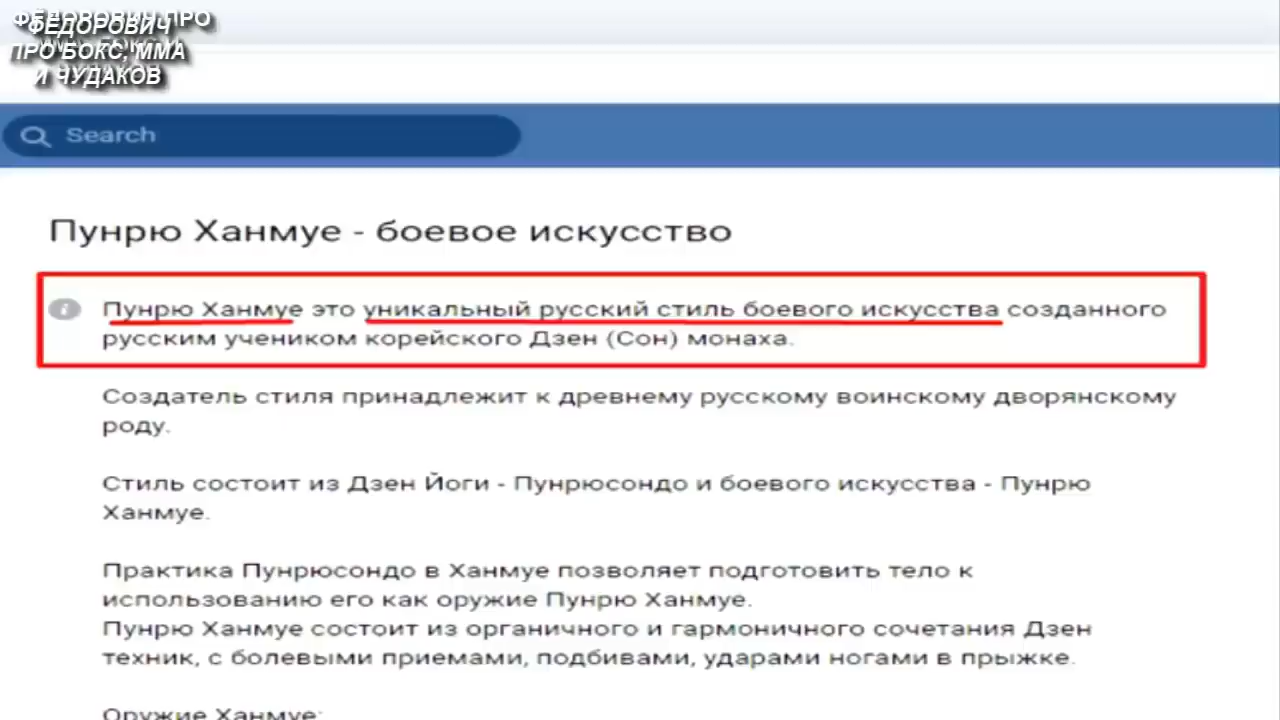 ФЁДОРОВИЧ ПРО
ФЁДОРОВИЧ
ПРО БОКС, ММА
И ЧУДАКОВ
Search
Пунрю Ханмуе - боевое искусство
Пунрю Ханмуе это уникальный русский стиль боевого искусства созданного
русским учеником корейского Дзен (Сон) монаха.
Создатель стиля принадлежит к древнему русскому воинскому дворянскому
роду.
Стиль состоит из Дзен Йоги - Пунрюсондо и боевого искусства - Пунрю
Ханмуе.
Практика Пунрюсондо в Ханмуе позволяет подготовить тело к
использованию его как оружие Пунрю Ханмуе.
Пунрю Ханмуе состоит из органичного и гармоничного сочетания Дзен
техник, с болевыми приемами, подбивами, ударами ногами в прыжке.
Оружие Ханмуе: